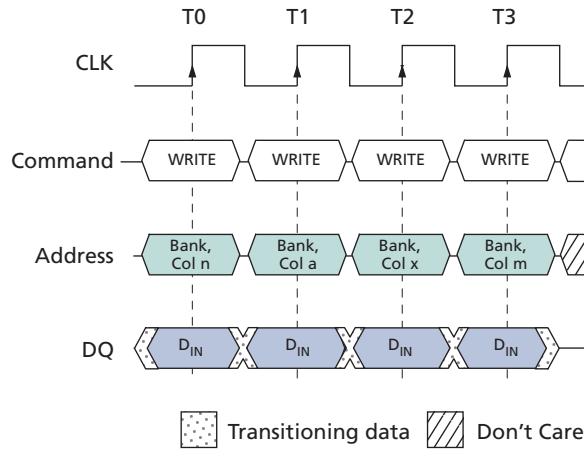 T0 T1 T2 T3
CLK
Command WRITE WRITE WRITE WRITE
Address Bank, Col n Bank, Col a Bank, Col x Bank, Col m
DQ DIN DIN DIN DIN
Transitioning data Don't Care